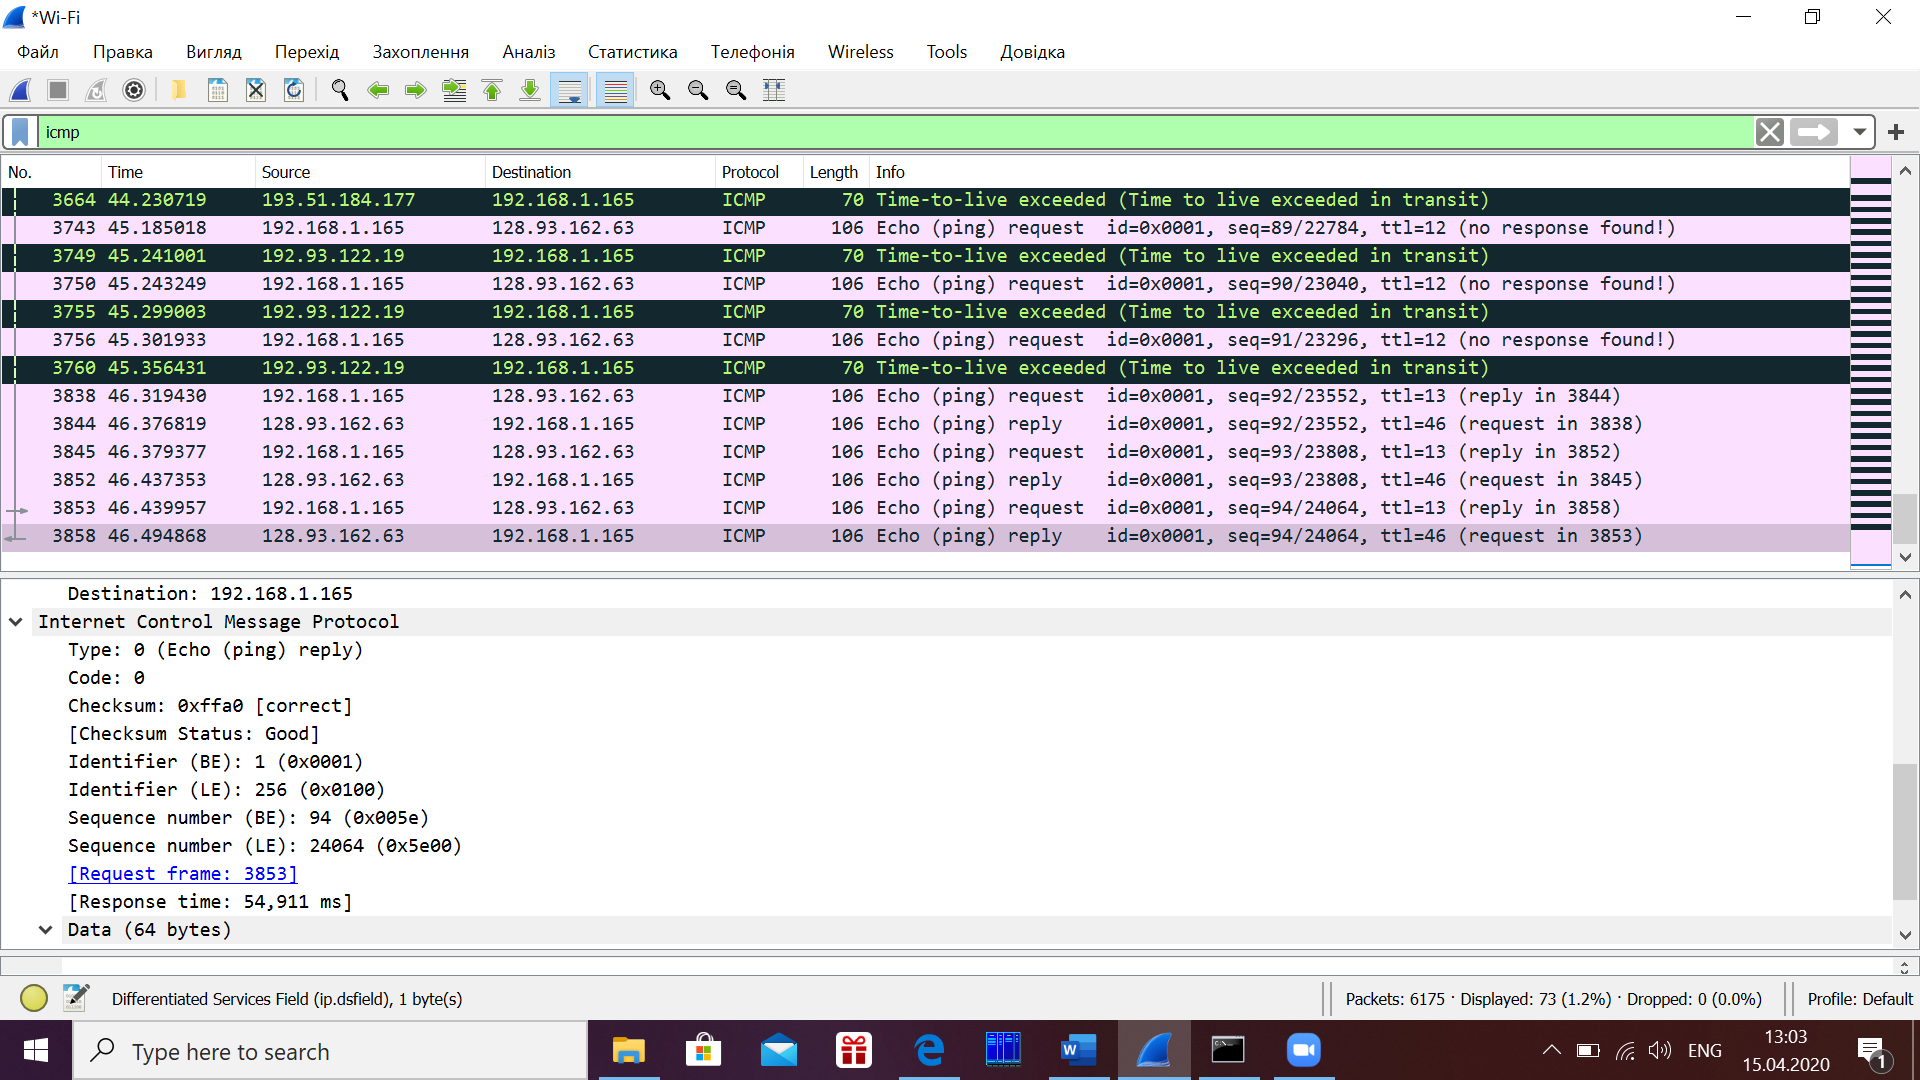 *Wi-Fi
Файл Правка Вигляд Перехід Захоплення Аналіз Статистика Телефонія Wireless Tools Довідка
icmp
No. Time Source Destination Protocol Length Info
3664 44.230719 193.51.184.177 192.168.1.165 ICMP 70 Time-to-live exceeded (Time to live exceeded in transit)
3743 45.185018 192.168.1.165 128.93.162.63 ICMP 106 Echo (ping) request id=0x0001, seq=89/22784, ttl=12 (no response found!)
3749 45.241001 192.93.122.19 192.168.1.165 ICMP 70 Time-to-live exceeded (Time to live exceeded in transit)
3750 45.243249 192.168.1.165 128.93.162.63 ICMP 106 Echo (ping) request id=0x0001, seq=90/23040, ttl=12 (no response found!)
3755 45.299003 192.93.122.19 192.168.1.165 ICMP 70 Time-to-live exceeded (Time to live exceeded in transit)
3756 45.301933 192.168.1.165 128.93.162.63 ICMP 106 Echo (ping) request id=0x0001, seq=91/23296, ttl=12 (no response found!)
3760 45.356431 192.93.122.19 192.168.1.165 ICMP 70 Time-to-live exceeded (Time to live exceeded in transit)
3838 46.319430 192.168.1.165 128.93.162.63 ICMP 106 Echo (ping) request id=0x0001, seq=92/23552, ttl=13 (reply in 3844)
3844 46.376819 128.93.162.63 192.168.1.165 ICMP 106 Echo (ping) reply id=0x0001, seq=92/23552, ttl=46 (request in 3838)
3845 46.379377 192.168.1.165 128.93.162.63 ICMP 106 Echo (ping) request id=0x0001, seq=93/23808, ttl=13 (reply in 3852)
3852 46.437353 128.93.162.63 192.168.1.165 ICMP 106 Echo (ping) reply id=0x0001, seq=93/23808, ttl=46 (request in 3845)
3853 46.439957 192.168.1.165 128.93.162.63 ICMP 106 Echo (ping) request id=0x0001, seq=94/24064, ttl=13 (reply in 3858)
3858 46.494868 128.93.162.63 192.168.1.165 ICMP 106 Echo (ping) reply id=0x0001, seq=94/24064, ttl=46 (request in 3853)
Destination: 192.168.1.165
Internet Control Message Protocol
Type: 0 (Echo (ping) reply)
Code: 0
Checksum: 0xffa0 [correct]
[Checksum Status: Good]
Identifier (BE): 1 (0x0001)
Identifier (LE): 256 (0x0100)
Sequence number (BE): 94 (0x005e)
Sequence number (LE): 24064 (0x5e00)
[Request frame: 3853]
[Response time: 54,911 ms]
Data (64 bytes)
Differentiated Services Field (ip.dsfield), 1 byte(s) Packets: 6175 · Displayed: 73 (1.2%) · Dropped: 0 (0.0%) Profile: Default
Type here to search ENG 13:03
15.04.2020 1